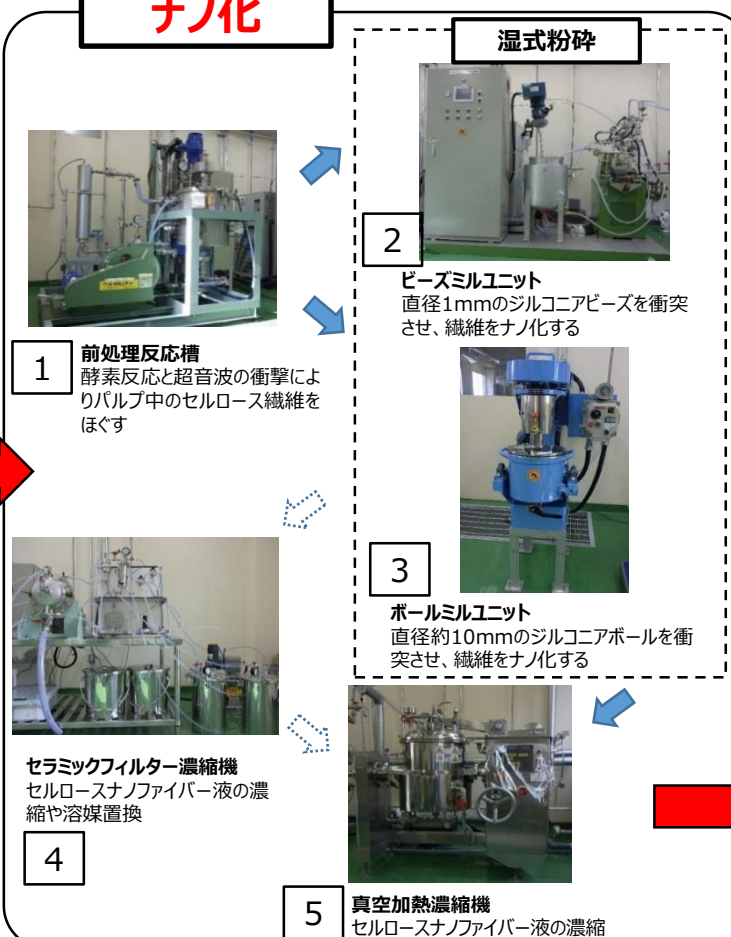 ナノ化
湿式粉砕
2
ビーズミルユニット
直径1mmのジルコニアビーズを衝突
させ、繊維をナノ化する
1
前処理反応槽
酵素反応と超音波の衝撃によ
りパルプ中のセルロース繊維を
ほぐす
3
ボールミルユニット
直径約10mmのジルコニアボールを衝
突させ、繊維をナノ化する
セラミックフィルター濃縮機
セルロースナノファイバー液の濃
縮や溶媒置換
4
5
真空加熱濃縮機
セルロースナノファイバー液の濃縮